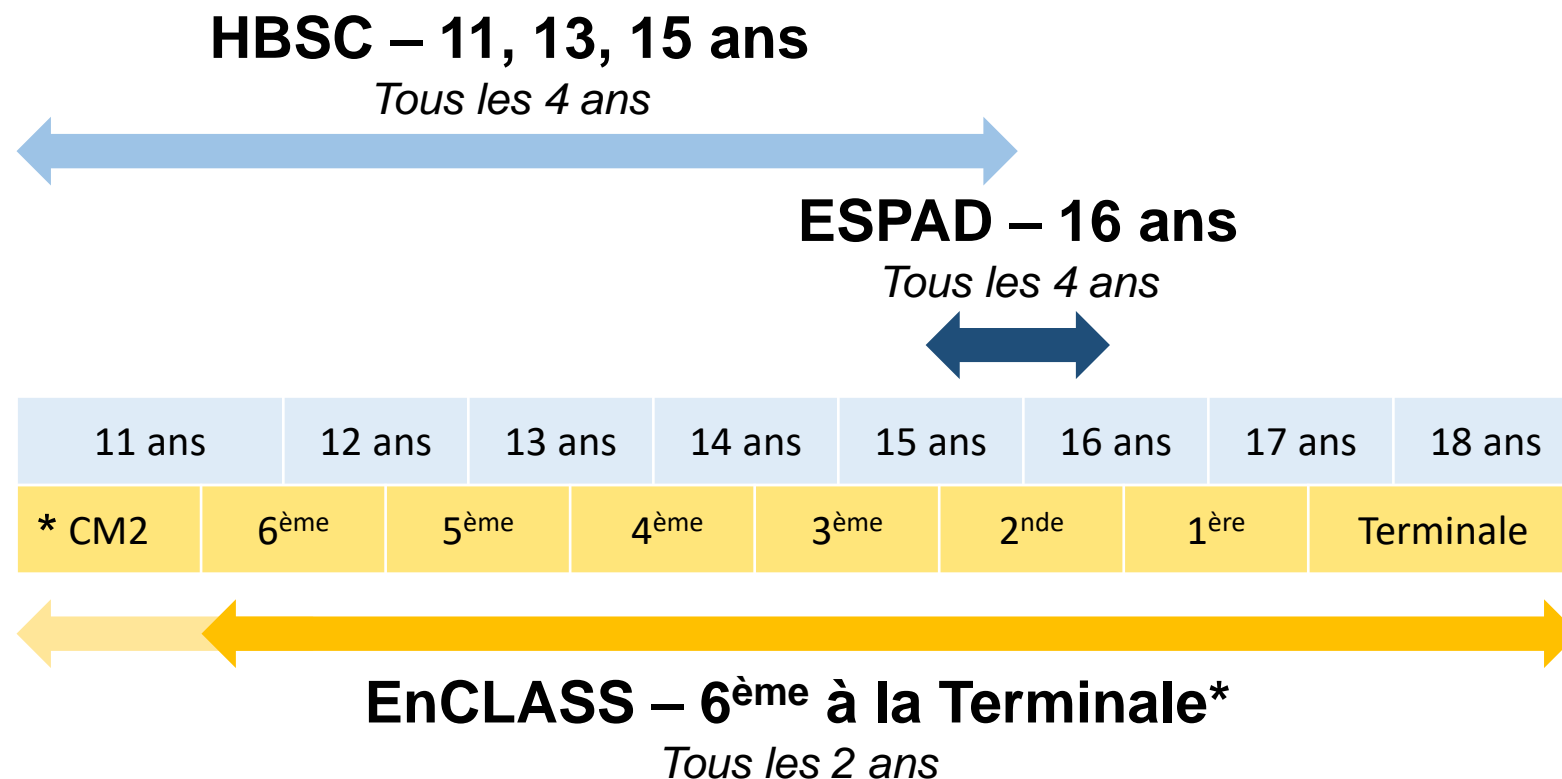 HBSC – 11, 13, 15 ans
Tous les 4 ans
ESPAD – 16 ans
Tous les 4 ans
11 ans 12 ans 13 ans 14 ans 15 ans 16 ans 17 ans 18 ans
* CM2 6ème 5ème 4ème 3ème 2nde 1ère Terminale
EnCLASS – 6ème à la Terminale*
Tous les 2 ans